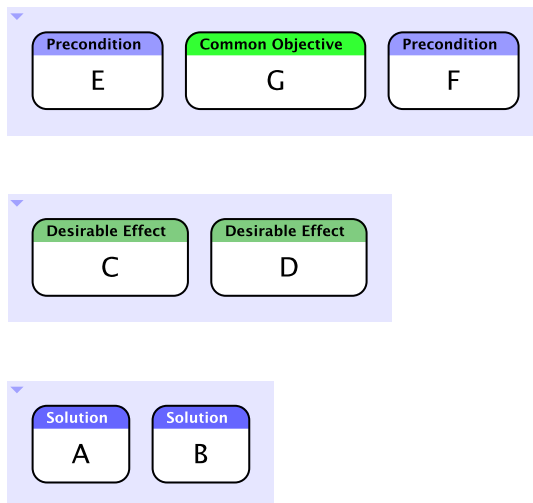 Precondition Common Objective Precondition
E G F
Desirable Effect Desirable Effect
C D
Solution Solution
A B